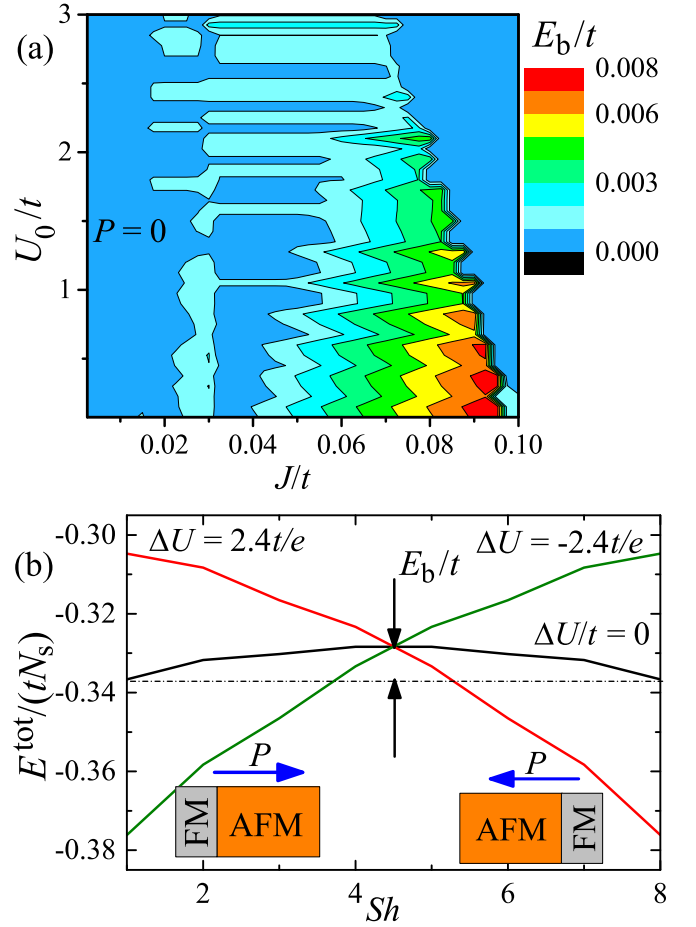 (a)
E_b/t
3
2
1
U_0/t
P = 0
0.008
0.006
0.003
0.000
0.02 0.04 0.06 0.08 0.10
J/t
(b)
-0.30
-0.32
-0.34
-0.36
-0.38
E^tot/(tN_s)
ΔU = 2.4t/e
ΔU = -2.4t/e
E_b/t
ΔU/t = 0
P
P
FM
AFM
AFM
FM
2 4 6 8
Sh